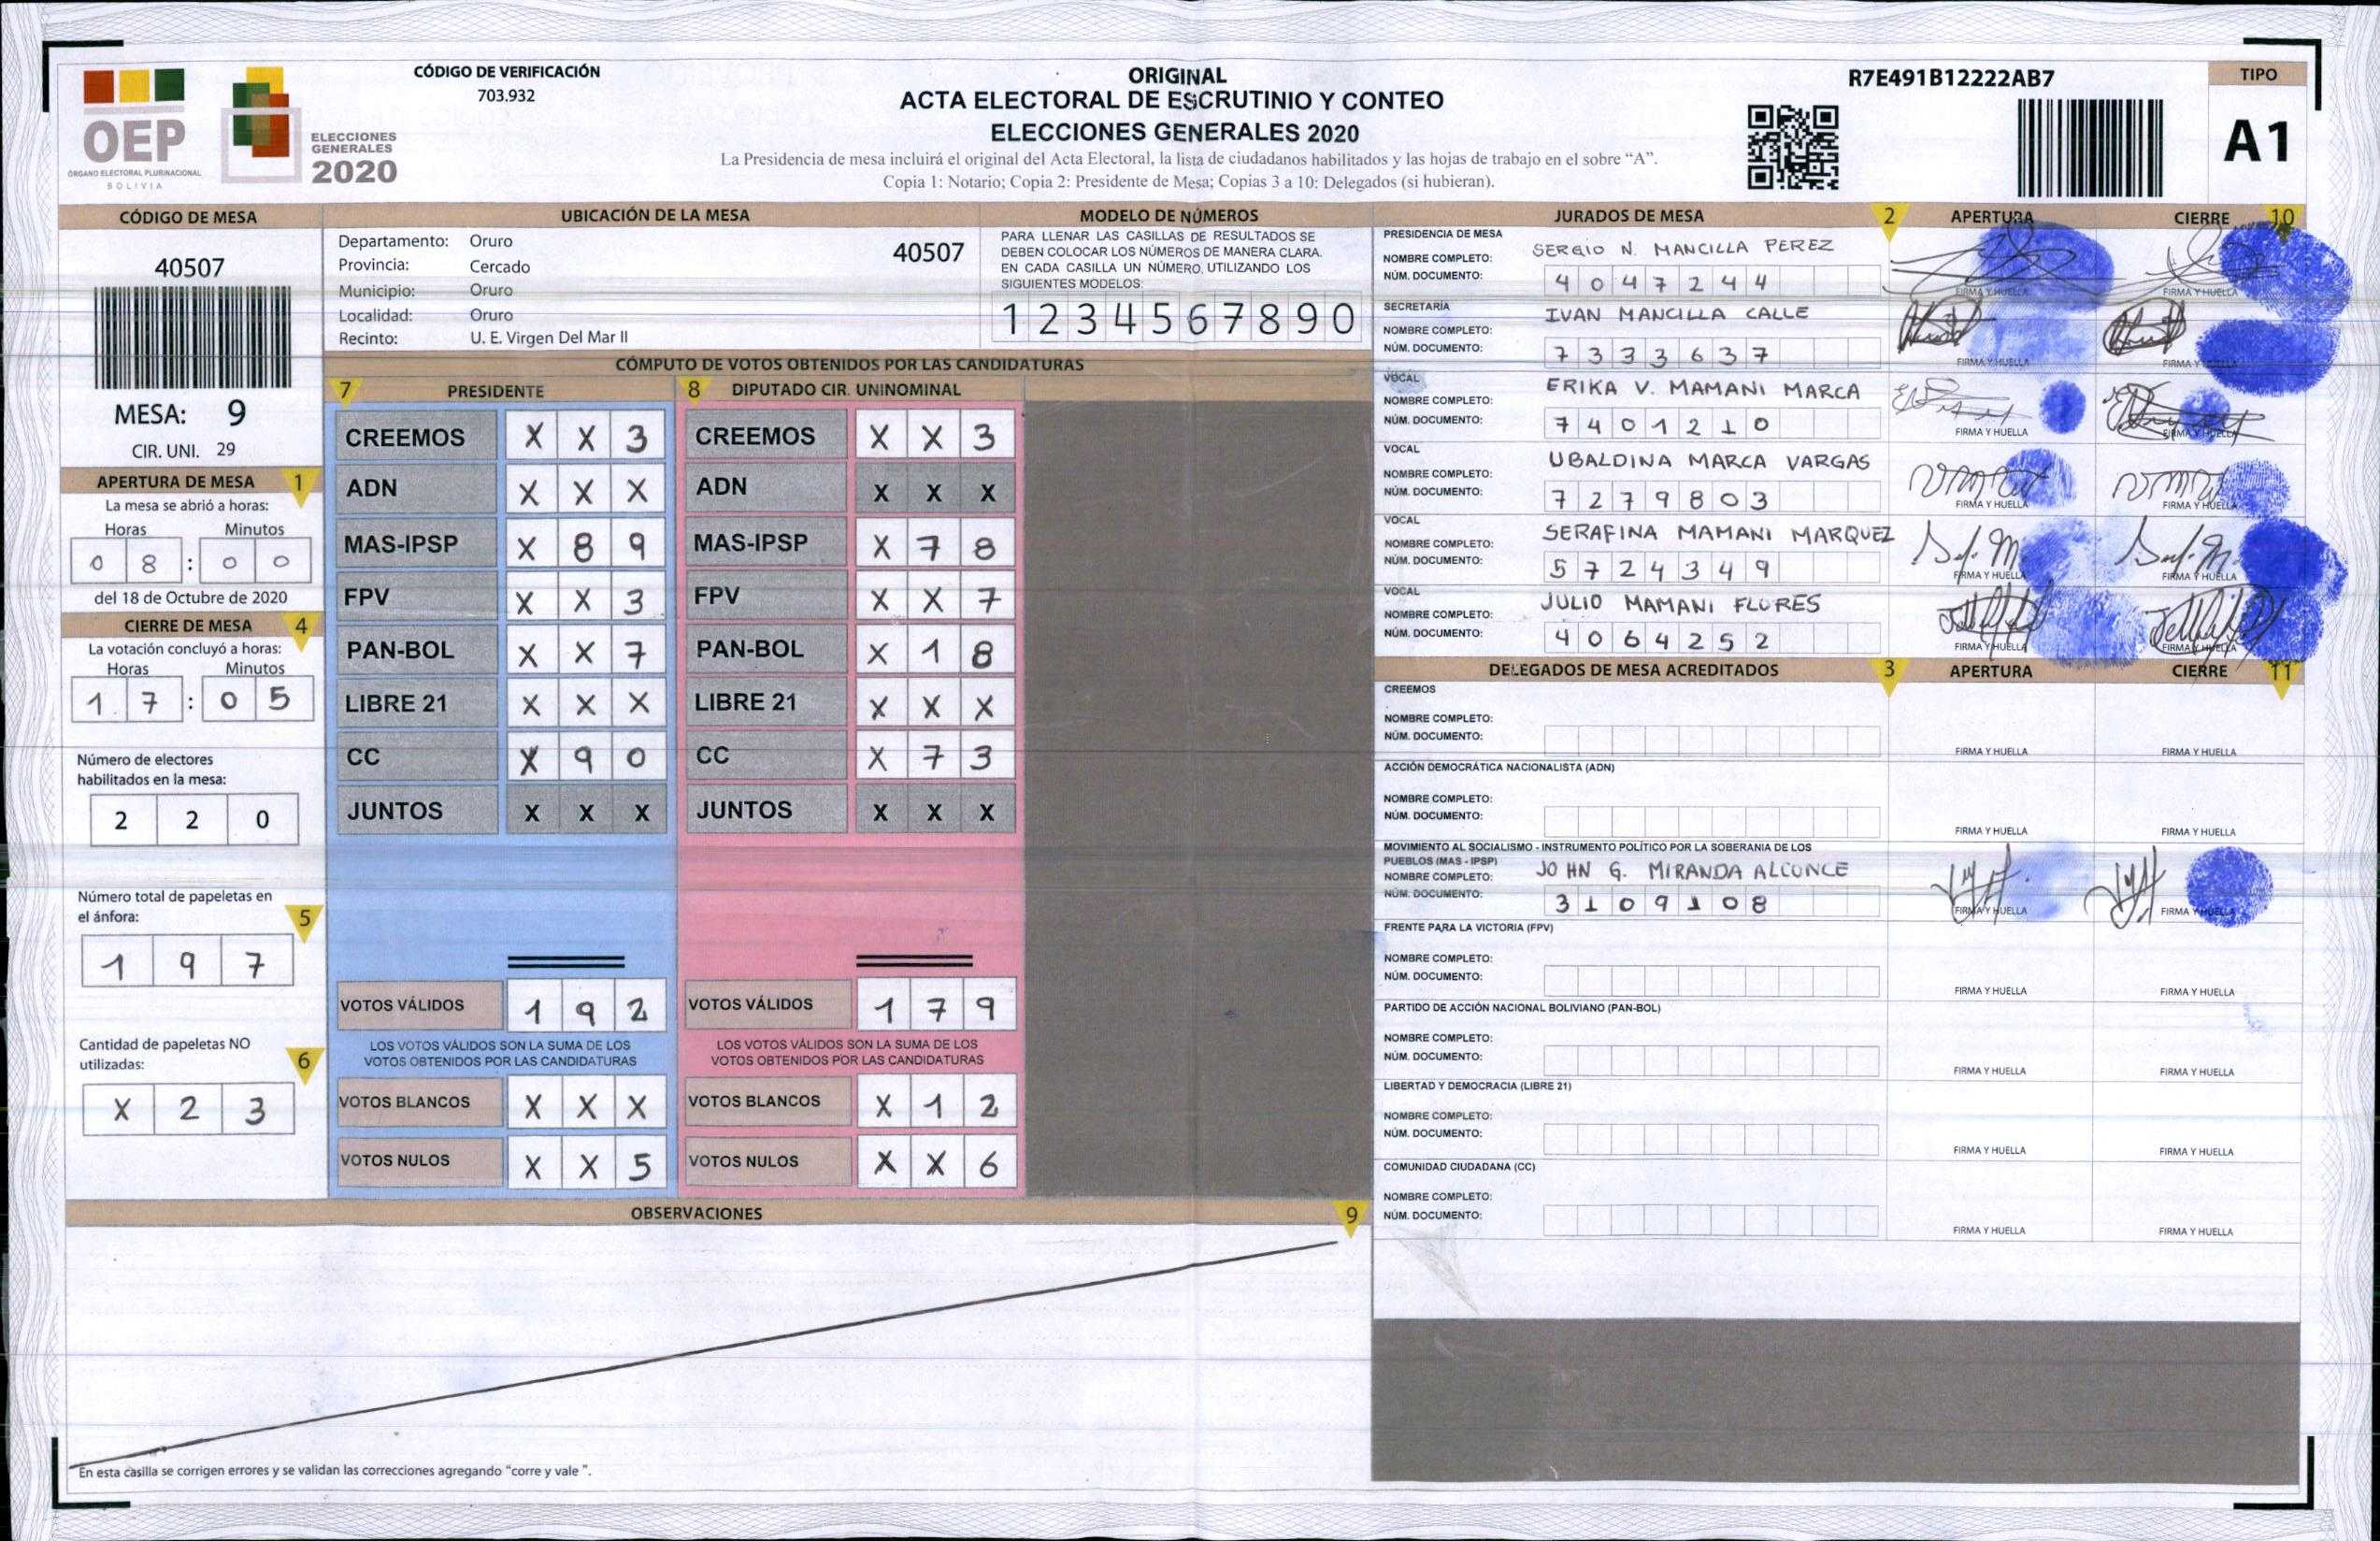 OEP
ÓRGANO ELECTORAL PLURINACIONAL
BOLIVIA
ELECCIONES
GENERALES
2020
CÓDIGO DE VERIFICACIÓN
703.932
ORIGINAL
ACTA ELECTORAL DE ESCRUTINIO Y CONTEO
ELECCIONES GENERALES 2020
La Presidencia de mesa incluirá el original del Acta Electoral, la lista de ciudadanos habilitados y las hojas de trabajo en el sobre “A”.
Copia 1: Notario; Copia 2: Presidente de Mesa; Copias 3 a 10: Delegados (si hubieran).
R7E491B12222AB7
TIPO
A1
CÓDIGO DE MESA
40507
MESA: 9
CIR. UNI. 29
APERTURA DE MESA 1
La mesa se abrió a horas:
Horas Minutos
0 8 : 0 0
del 18 de Octubre de 2020
CIERRE DE MESA 4
La votación concluyó a horas:
Horas Minutos
1 7 : 0 5
Número de electores
habilitados en la mesa:
2 2 0
Número total de papeletas en
el ánfora: 5
1 9 7
Cantidad de papeletas NO
utilizadas: 6
X 2 3
UBICACIÓN DE LA MESA
Departamento: Oruro
40507
Provincia: Cercado
Municipio: Oruro
Localidad: Oruro
Recinto: U. E. Virgen Del Mar II
MODELO DE NÚMEROS
PARA LLENAR LAS CASILLAS DE RESULTADOS SE
DEBEN COLOCAR LOS NÚMEROS DE MANERA CLARA.
EN CADA CASILLA UN NÚMERO, UTILIZANDO LOS
SIGUIENTES MODELOS:
1 2 3 4 5 6 7 8 9 0
CÓMPUTO DE VOTOS OBTENIDOS POR LAS CANDIDATURAS
7 PRESIDENTE 8 DIPUTADO CIR. UNINOMINAL
CREEMOS X X 3 CREEMOS X X 3
ADN X X X ADN X X X
MAS-IPSP X 8 9 MAS-IPSP X 7 8
FPV X X 3 FPV X X 7
PAN-BOL X X 7 PAN-BOL X 1 8
LIBRE 21 X X X LIBRE 21 X X X
CC X 9 0 CC X 7 3
JUNTOS X X X JUNTOS X X X
VOTOS VÁLIDOS 1 9 2 VOTOS VÁLIDOS 1 7 9
LOS VOTOS VÁLIDOS SON LA SUMA DE LOS LOS VOTOS VÁLIDOS SON LA SUMA DE LOS
VOTOS OBTENIDOS POR LAS CANDIDATURAS VOTOS OBTENIDOS POR LAS CANDIDATURAS
VOTOS BLANCOS X X X VOTOS BLANCOS X 1 2
VOTOS NULOS X X 5 VOTOS NULOS X X 6
OBSERVACIONES 9
En esta casilla se corrigen errores y se validan las correcciones agregando “corre y vale ”.
JURADOS DE MESA 2 APERTURA CIERRE 10
PRESIDENCIA DE MESA
NOMBRE COMPLETO: SERGIO N. MANCILLA PEREZ
NÚM. DOCUMENTO: 4 0 4 7 2 4 4
FIRMA Y HUELLA FIRMA Y HUELLA
SECRETARÍA
NOMBRE COMPLETO: IVAN MANCILLA CALLE
NÚM. DOCUMENTO: 7 3 3 3 6 3 7
FIRMA Y HUELLA FIRMA Y
VOCAL
NOMBRE COMPLETO: ERIKA V. MAMANI MARCA
NÚM. DOCUMENTO: 7 4 0 1 2 1 0
FIRMA Y HUELLA FIRMA Y HUELLA
VOCAL
NOMBRE COMPLETO: UBALDINA MARCA VARGAS
NÚM. DOCUMENTO: 7 2 7 9 8 0 3
FIRMA Y HUELLA FIRMA Y HUELLA
VOCAL
NOMBRE COMPLETO: SERAFINA MAMANI MARQUEZ
NÚM. DOCUMENTO: 5 7 2 4 3 4 9
FIRMA Y HUELLA FIRMA Y HUELLA
VOCAL
NOMBRE COMPLETO: JULIO MAMANI FLORES
NÚM. DOCUMENTO: 4 0 6 4 2 5 2
FIRMA Y HUELLA FIRMA Y HUELLA
DELEGADOS DE MESA ACREDITADOS 3 APERTURA CIERRE 11
CREEMOS
NOMBRE COMPLETO:
NÚM. DOCUMENTO:
FIRMA Y HUELLA FIRMA Y HUELLA
ACCIÓN DEMOCRÁTICA NACIONALISTA (ADN)
NOMBRE COMPLETO:
NÚM. DOCUMENTO:
FIRMA Y HUELLA FIRMA Y HUELLA
MOVIMIENTO AL SOCIALISMO - INSTRUMENTO POLÍTICO POR LA SOBERANIA DE LOS
PUEBLOS (MAS - IPSP)
NOMBRE COMPLETO: JOHN G. MIRANDA ALCONCE
NÚM. DOCUMENTO: 3 1 0 9 1 0 8
FIRMA Y HUELLA FIRMA Y HUELLA
FRENTE PARA LA VICTORIA (FPV)
NOMBRE COMPLETO:
NÚM. DOCUMENTO:
FIRMA Y HUELLA FIRMA Y HUELLA
PARTIDO DE ACCIÓN NACIONAL BOLIVIANO (PAN-BOL)
NOMBRE COMPLETO:
NÚM. DOCUMENTO:
FIRMA Y HUELLA FIRMA Y HUELLA
LIBERTAD Y DEMOCRACIA (LIBRE 21)
NOMBRE COMPLETO:
NÚM. DOCUMENTO:
FIRMA Y HUELLA FIRMA Y HUELLA
COMUNIDAD CIUDADANA (CC)
NOMBRE COMPLETO:
NÚM. DOCUMENTO:
FIRMA Y HUELLA FIRMA Y HUELLA